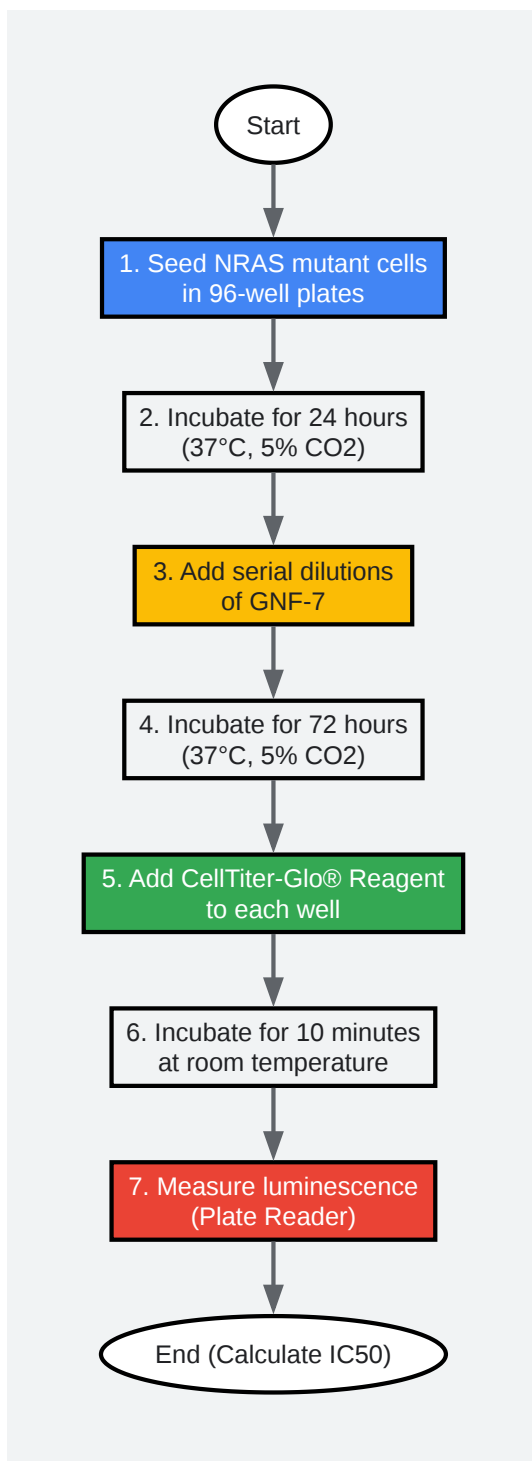 Start
1. Seed NRAS mutant cells
in 96-well plates
2. Incubate for 24 hours
(37°C, 5% CO2)
3. Add serial dilutions
of GNF-7
4. Incubate for 72 hours
(37°C, 5% CO2)
5. Add CellTiter-Glo® Reagent
to each well
6. Incubate for 10 minutes
at room temperature
7. Measure luminescence
(Plate Reader)
End (Calculate IC50)